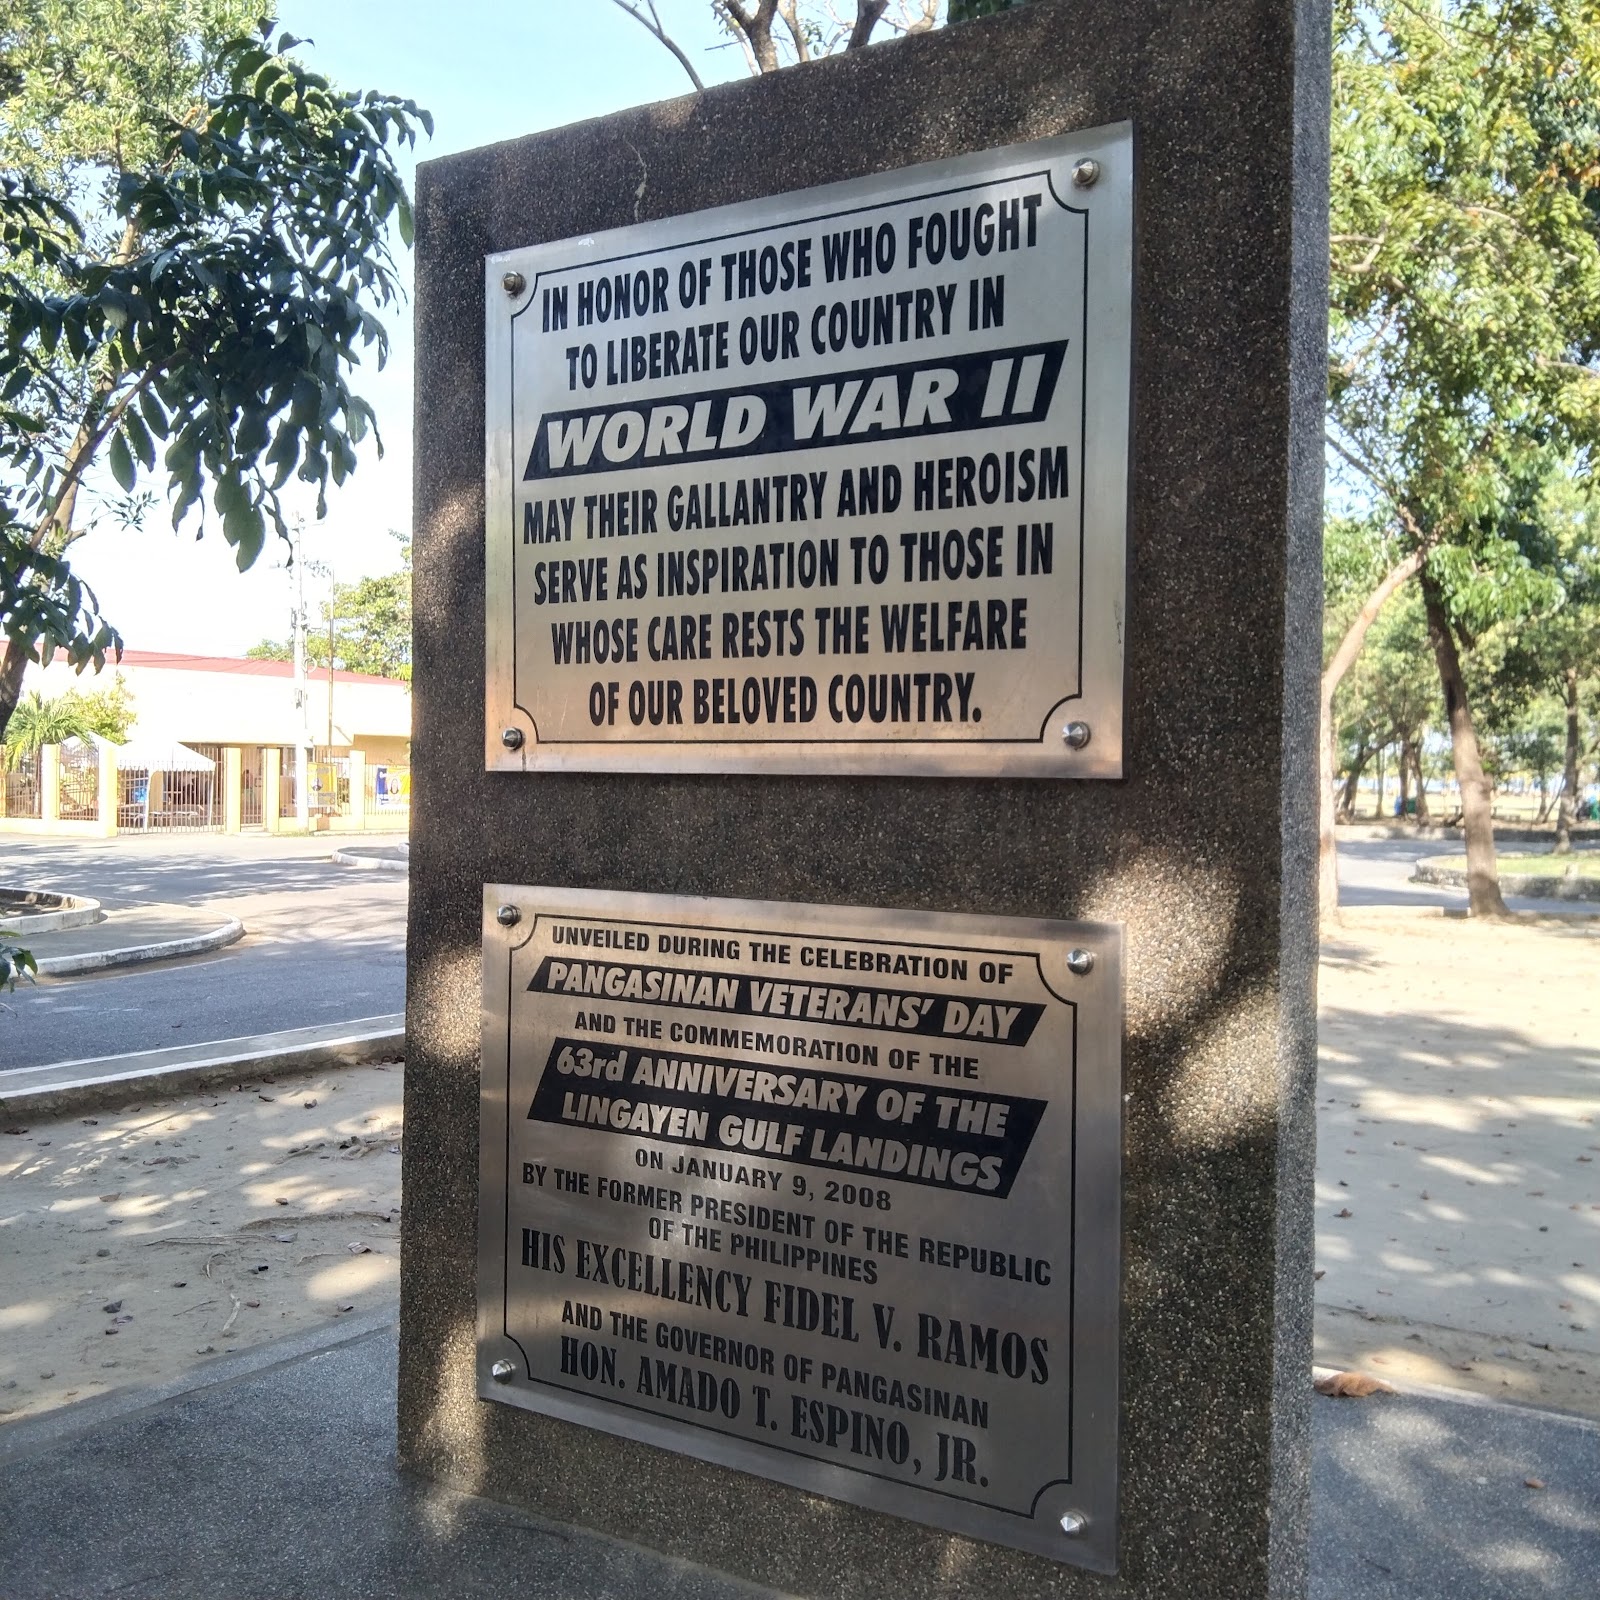 IN HONOR OF THOSE WHO FOUGHT
TO LIBERATE OUR COUNTRY IN
WORLD WAR II
MAY THEIR GALLANTRY AND HEROISM
SERVE AS INSPIRATION TO THOSE IN
WHOSE CARE RESTS THE WELFARE
OF OUR BELOVED COUNTRY.
UNVEILED DURING THE CELEBRATION OF
PANGASINAN VETERANS' DAY
AND THE COMMEMORATION OF THE
63rd ANNIVERSARY OF THE
LINGAYEN GULF LANDINGS
ON JANUARY 9, 2008
BY THE FORMER PRESIDENT OF THE REPUBLIC
OF THE PHILIPPINES
HIS EXCELLENCY FIDEL V. RAMOS
AND THE GOVERNOR OF PANGASINAN
HON. AMADO T. ESPINO, JR.